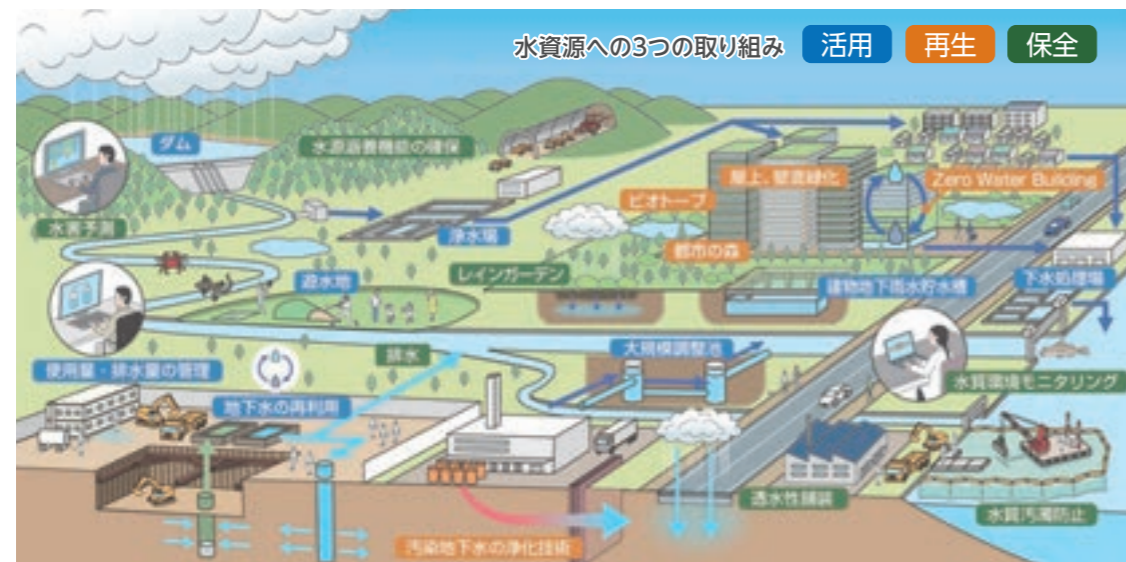 水資源への3つの取り組み
活用
再生
保全
ダム
水源涵養機能の確保
屋上、壁面緑化
Zero Water Building
ビオトープ
水害予測
浄水場
都市の森
レインガーデン
遊水地
建物地下雨水貯水槽
下水処理場
排水
大規模調整池
使用量・排水量の管理
水質環境モニタリング
地下水の再利用
透水性舗装
水質汚濁防止
汚染地下水の浄化技術